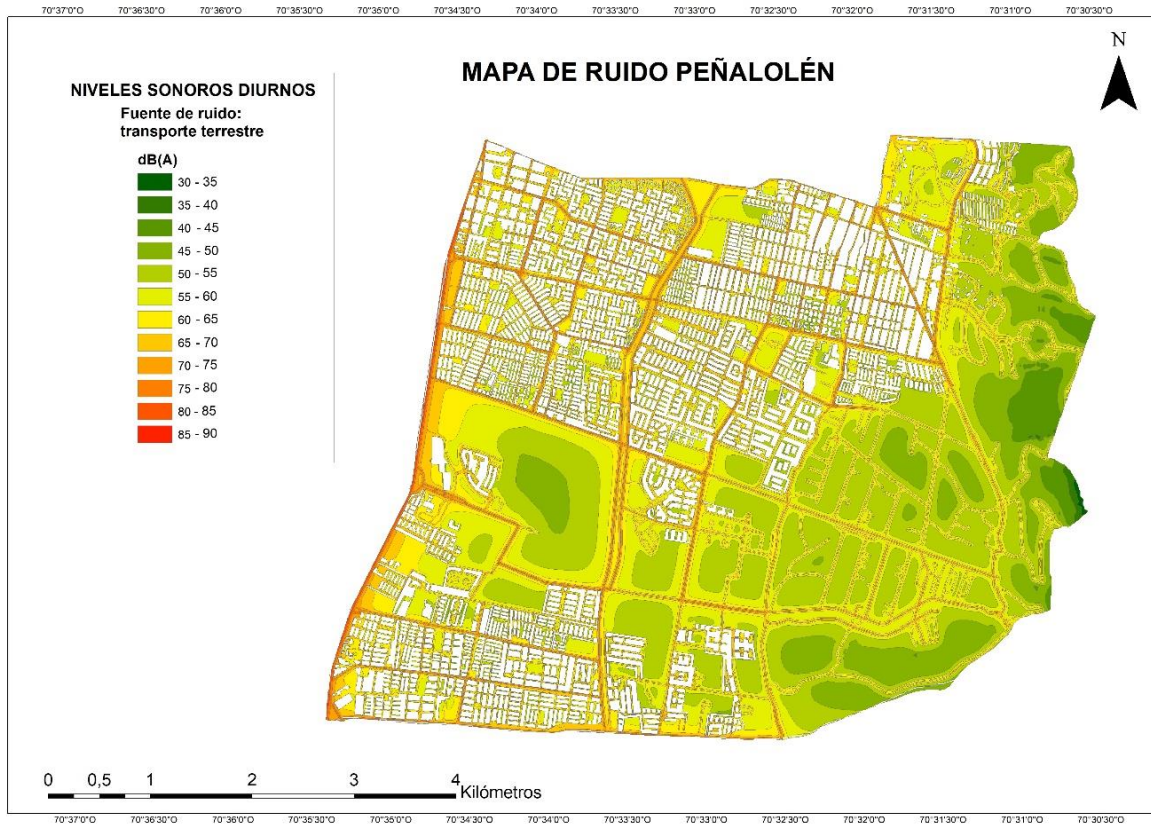 70°37'0"O 70°36'30"O 70°36'0"O 70°35'30"O 70°35'0"O 70°34'30"O 70°34'0"O 70°33'30"O 70°33'0"O 70°32'30"O 70°32'0"O 70°31'30"O 70°31'0"O 70°30'30"O
N
MAPA DE RUIDO PEÑALOLÉN
NIVELES SONOROS DIURNOS
Fuente de ruido:
transporte terrestre
dB(A)
30 - 35
35 - 40
40 - 45
45 - 50
50 - 55
55 - 60
60 - 65
65 - 70
70 - 75
75 - 80
80 - 85
85 - 90
0 0,5 1 2 3 4
Kilómetros
70°37'0"O 70°36'30"O 70°36'0"O 70°35'30"O 70°35'0"O 70°34'30"O 70°34'0"O 70°33'30"O 70°33'0"O 70°32'30"O 70°32'0"O 70°31'30"O 70°31'0"O 70°30'30"O